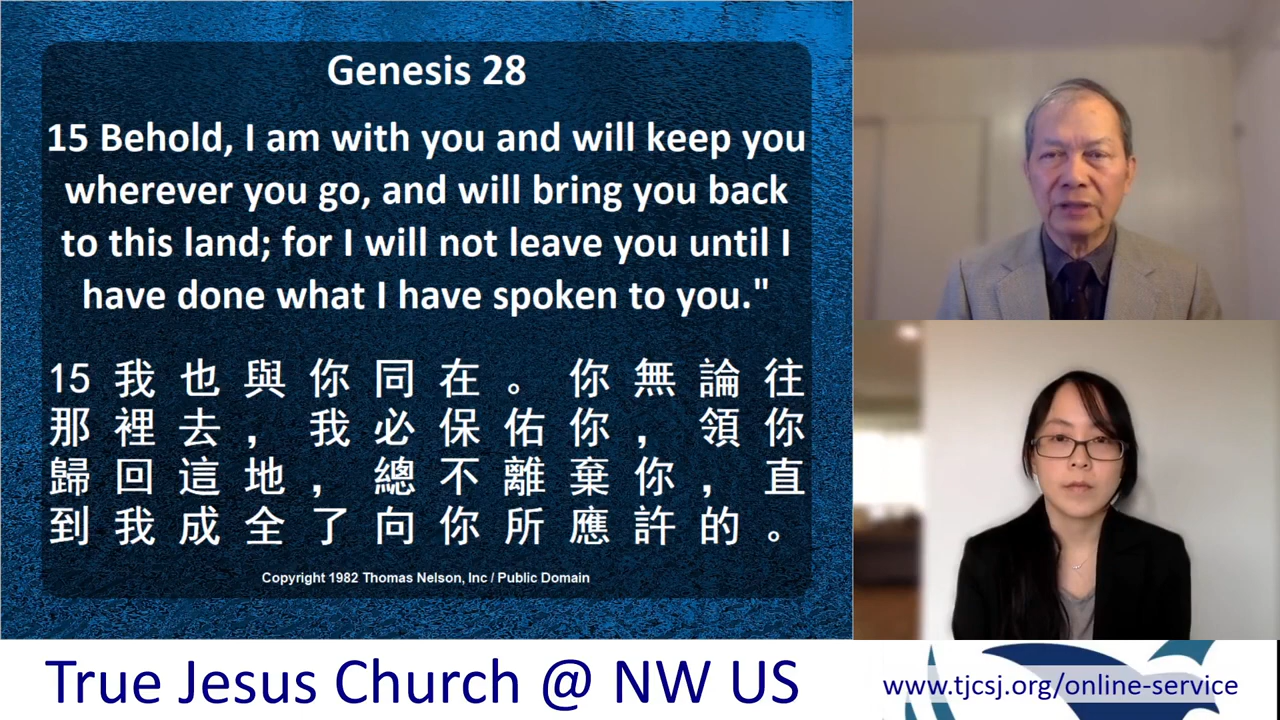 Genesis 28
15 Behold, I am with you and will keep you
wherever you go, and will bring you back
to this land; for I will not leave you until I
have done what I have spoken to you."
15 我也與你同在。你無論往
那裡去，我必保佑你，領你
歸回這地，總不離棄你，直
到我成全了向你所應許的。
Copyright 1982 Thomas Nelson, Inc / Public Domain
True Jesus Church @ NW US
www.tjcsj.org/online-service